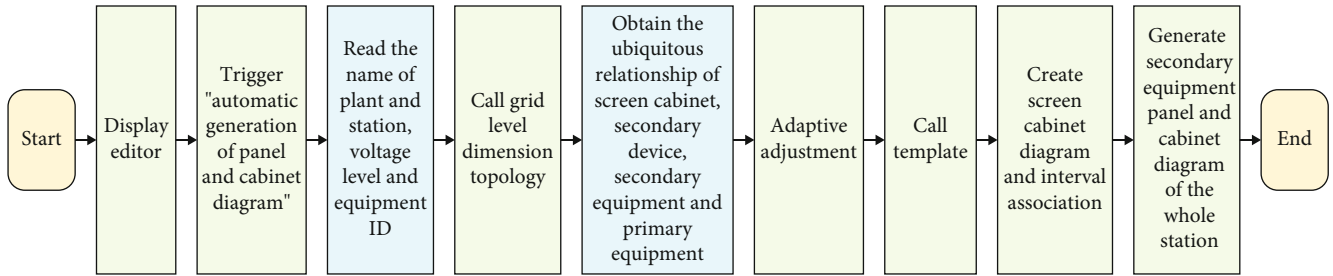 Start
Display
editor
Trigger
"automatic
generation
of panel
and cabinet
diagram"
Read the
name of
plant and
station,
voltage
level and
equipment
ID
Call grid
level
dimension
topology
Obtain the
ubiquitous
relationship of
screen cabinet,
secondary
device,
secondary
equipment and
primary
equipment
Adaptive
adjustment
Call
template
Create
screen
cabinet
diagram
and interval
association
Generate
secondary
equipment
panel and
cabinet
diagram
of the
whole
station
End